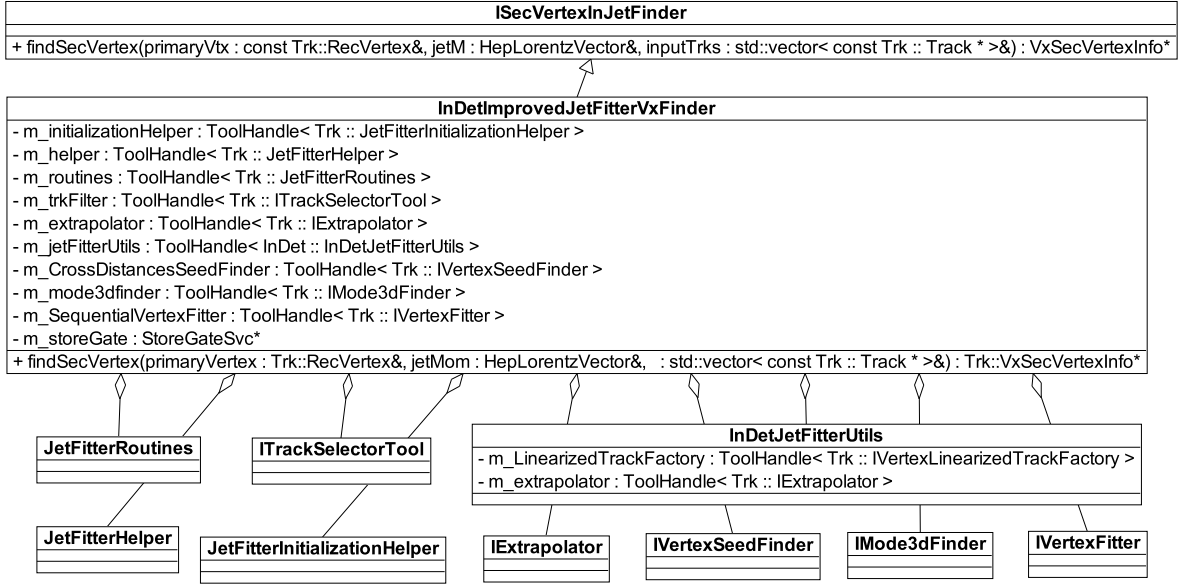 ISecVertexInJetFinder
+ findSecVertex(primaryVtx : const Trk::RecVertex&, jetM : HepLorentzVector&, inputTrks : std::vector< const Trk :: Track * >&) : VxSecVertexInfo*
InDetImprovedJetFitterVxFinder
- m_initializationHelper : ToolHandle< Trk :: JetFitterInitializationHelper >
- m_helper : ToolHandle< Trk :: JetFitterHelper >
- m_routines : ToolHandle< Trk :: JetFitterRoutines >
- m_trkFilter : ToolHandle< Trk :: ITrackSelectorTool >
- m_extrapolator : ToolHandle< Trk :: IExtrapolator >
- m_jetFitterUtils : ToolHandle< InDet :: InDetJetFitterUtils >
- m_CrossDistancesSeedFinder : ToolHandle< Trk :: IVertexSeedFinder >
- m_mode3dfinder : ToolHandle< Trk :: IMode3dFinder >
- m_SequentialVertexFitter : ToolHandle< Trk :: IVertexFitter >
- m_storeGate : StoreGateSvc*
+ findSecVertex(primaryVertex : Trk::RecVertex&, jetMom : HepLorentzVector&, : std::vector< const Trk :: Track * >&) : Trk::VxSecVertexInfo*
JetFitterRoutines
ITrackSelectorTool
InDetJetFitterUtils
- m_LinearizedTrackFactory : ToolHandle< Trk :: IVertexLinearizedTrackFactory >
- m_extrapolator : ToolHandle< Trk :: IExtrapolator >
JetFitterHelper
JetFitterInitializationHelper
IExtrapolator
IVertexSeedFinder
IMode3dFinder
IVertexFitter